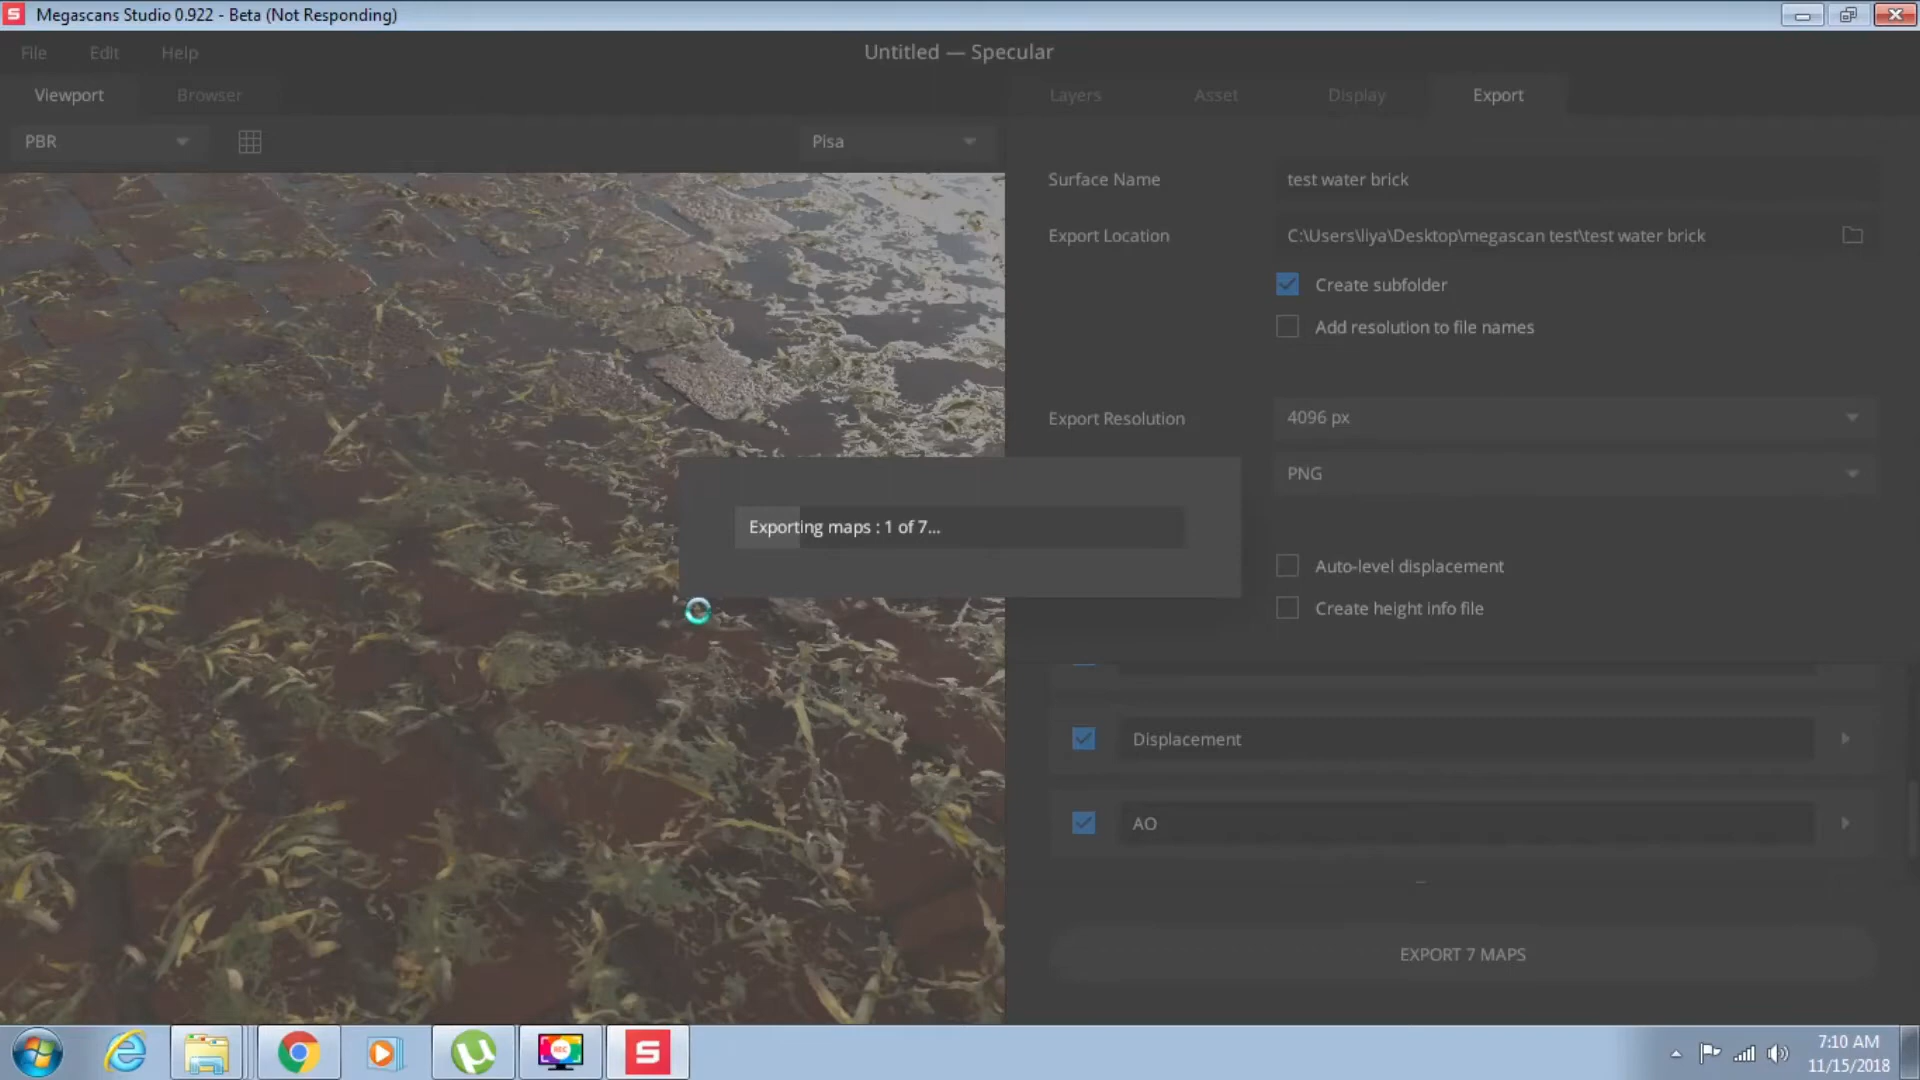 Megascans Studio 0.922 - Beta (Not Responding)
File Edit Help
Untitled — Specular
Viewport Browser
Layers Asset Display Export
PBR
Pisa
Surface Name
test water brick
Export Location
C:\Users\liya\Desktop\megascan test\test water brick
Create subfolder
Add resolution to file names
Export Resolution
4096 px
PNG
Exporting maps : 1 of 7...
Auto-level displacement
Create height info file
Displacement
AO
EXPORT 7 MAPS
REC
7:10 AM
11/15/2018